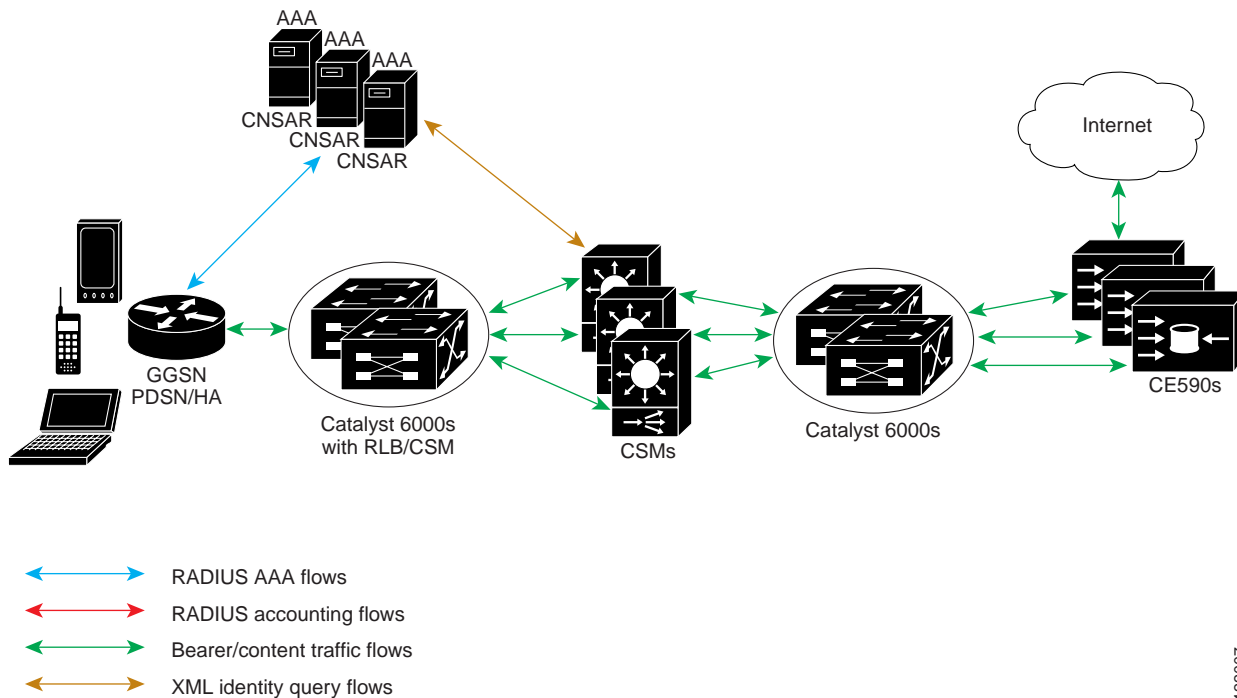 AAA
AAA
AAA
CNSAR
CNSAR
CNSAR
Internet
GGSN
PDSN/HA
Catalyst 6000s
with RLB/CSM
CSMs
Catalyst 6000s
CE590s
RADIUS AAA flows
RADIUS accounting flows
Bearer/content traffic flows
XML identity query flows